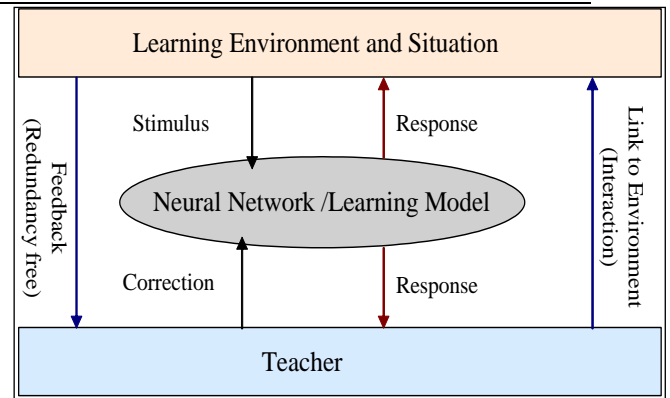 Learning Environment and Situation
Stimulus
Response
Feedback
(Redundancy free)
Link to Environment
(Interaction)
Neural Network /Learning Model
Correction
Response
Teacher